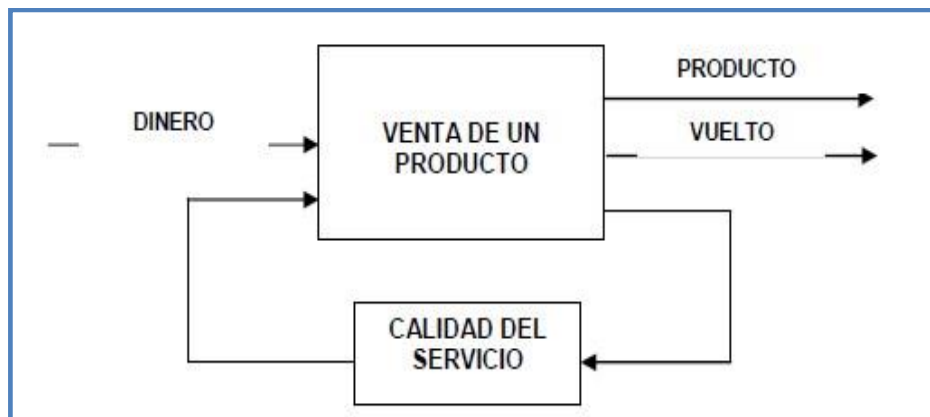 PRODUCTO
DINERO
VENTA DE UN
PRODUCTO
VUELTO
CALIDAD DEL
SERVICIO